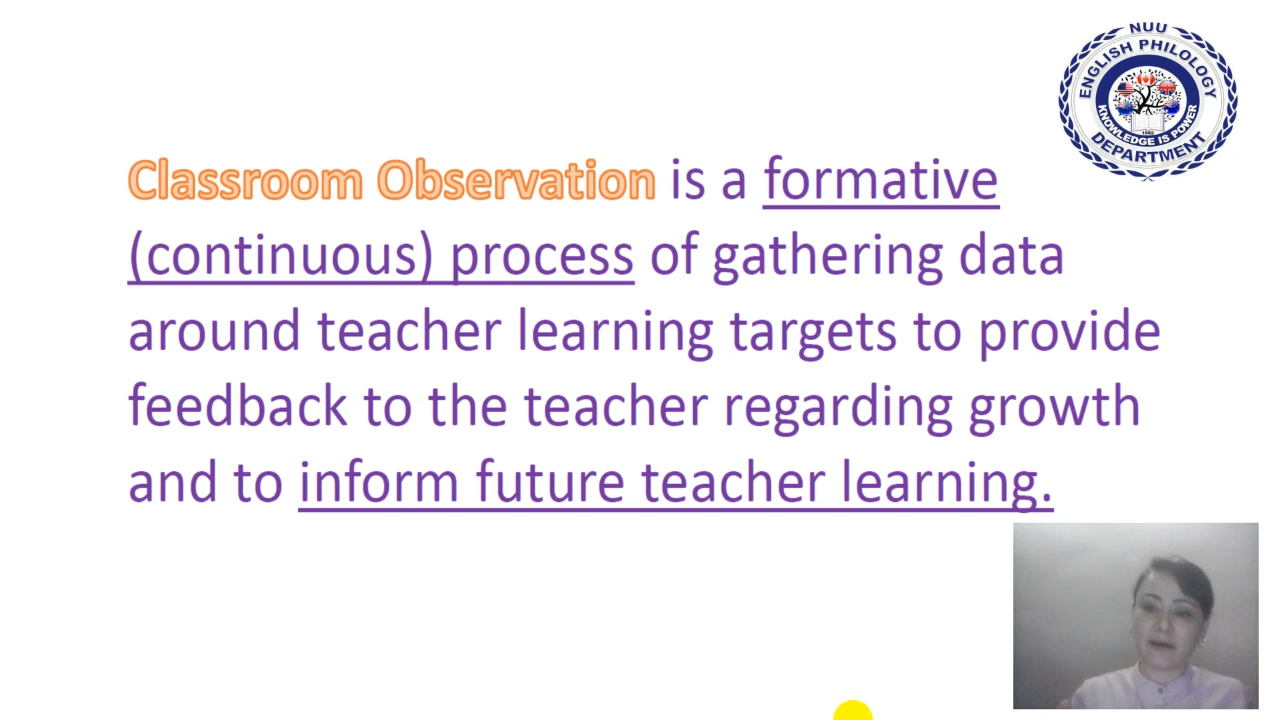 NUU
ENGLISH PHILOLOGY
KNOWLEDGE IS POWER
1962
DEPARTMENT
Classroom Observation is a formative
(continuous) process of gathering data
around teacher learning targets to provide
feedback to the teacher regarding growth
and to inform future teacher learning.